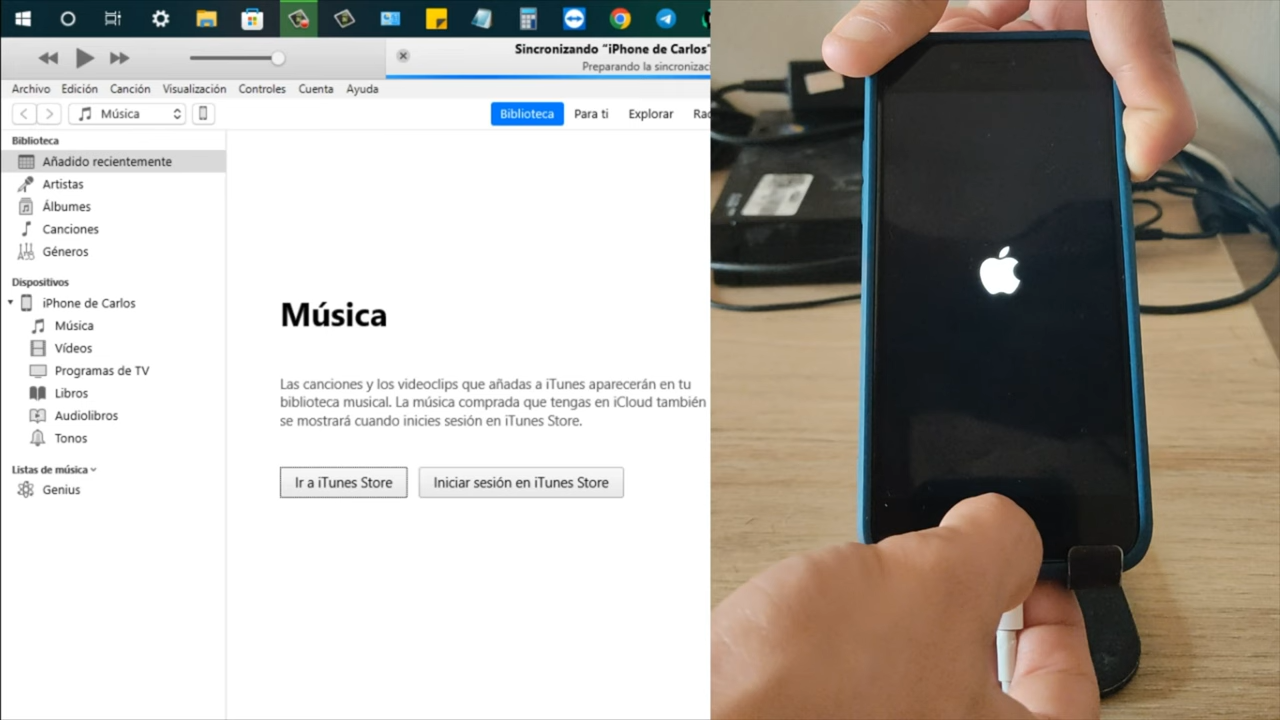 Sincronizando "iPhone de Carlos"
Preparando la sincronizac
Archivo Edición Canción Visualización Controles Cuenta Ayuda
Música
Biblioteca Para ti Explorar Rad
Biblioteca
Añadido recientemente
Artistas
Álbumes
Canciones
Géneros
Dispositivos
iPhone de Carlos
Música
Vídeos
Programas de TV
Libros
Audiolibros
Tonos
Listas de música
Genius
Música
Las canciones y los videoclips que añadas a iTunes aparecerán en tu
biblioteca musical. La música comprada que tengas en iCloud también
se mostrará cuando inicies sesión en iTunes Store.
Ir a iTunes Store
Iniciar sesión en iTunes Store